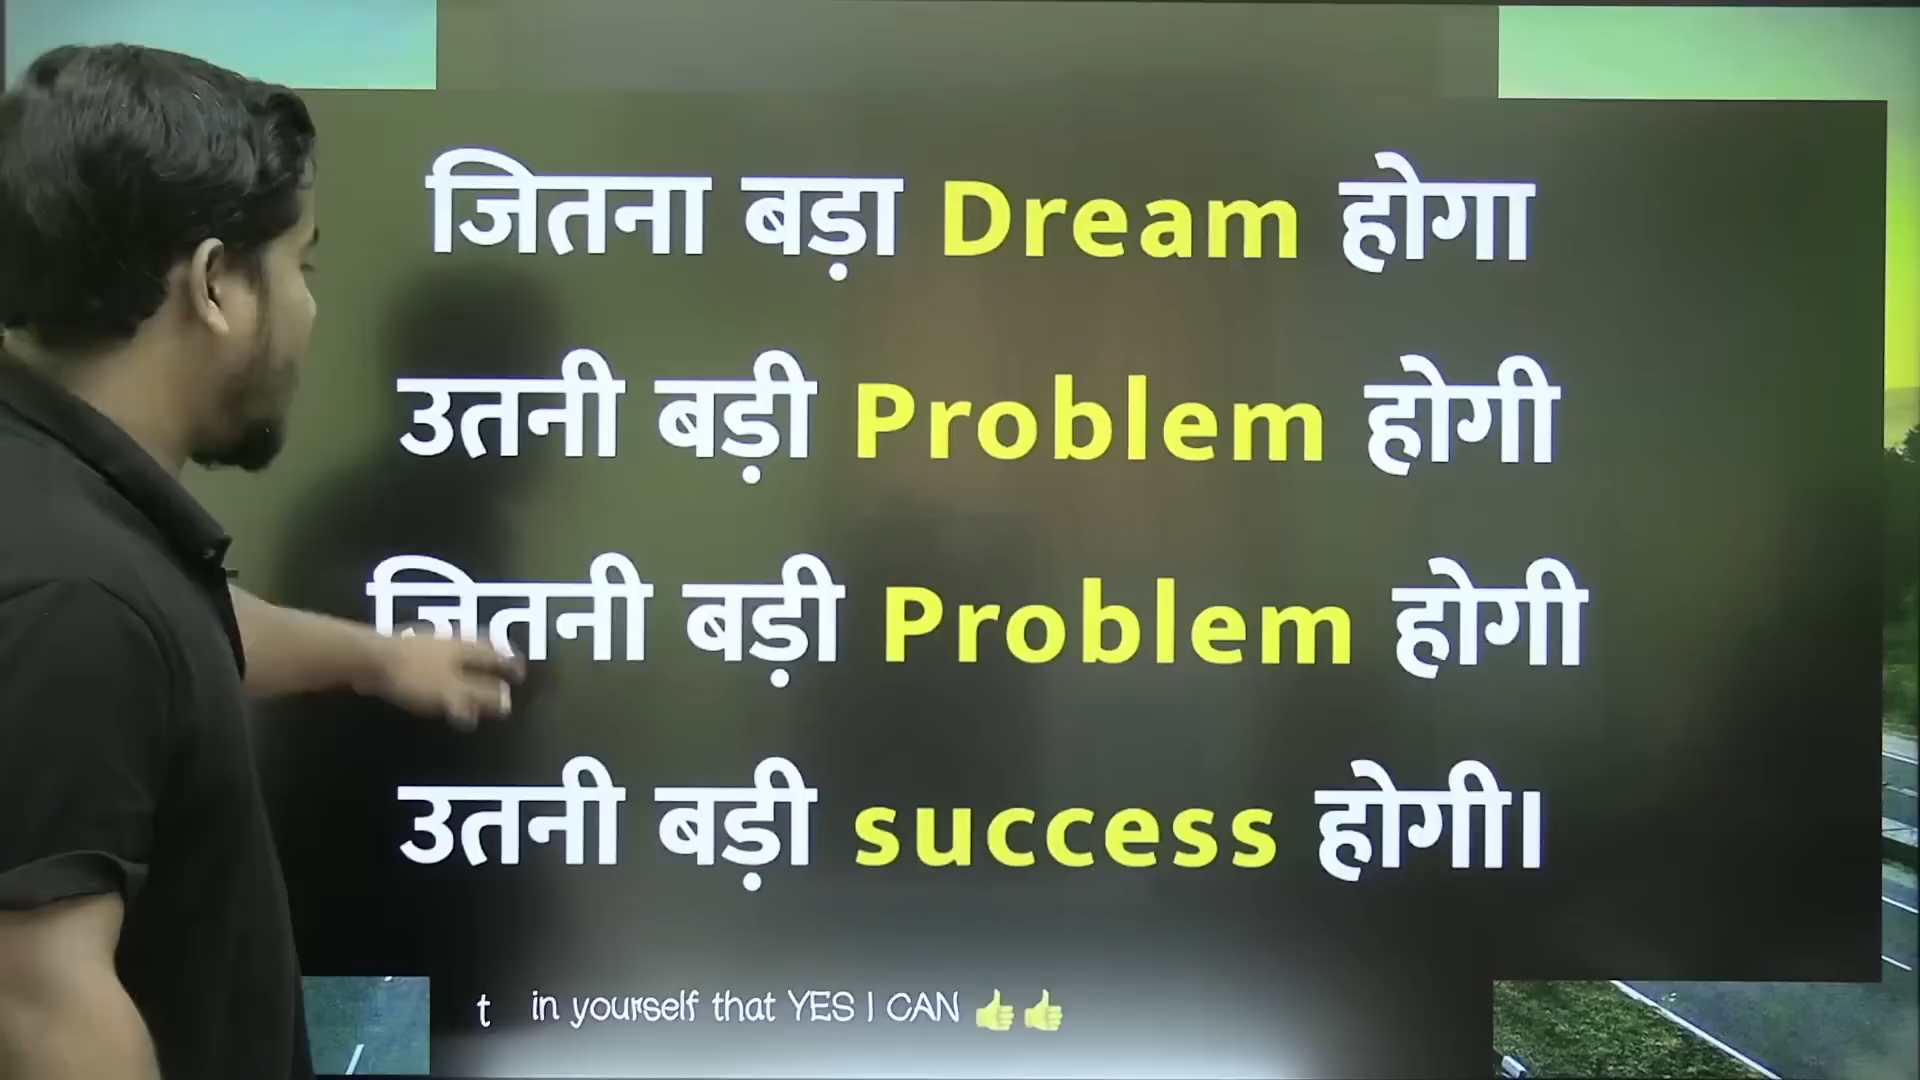 जितना बड़ा Dream होगा
उतनी बड़ी Problem होगी
जितनी बड़ी Problem होगी
उतनी बड़ी success होगी।
t in yourself that YES I CAN 👍👍